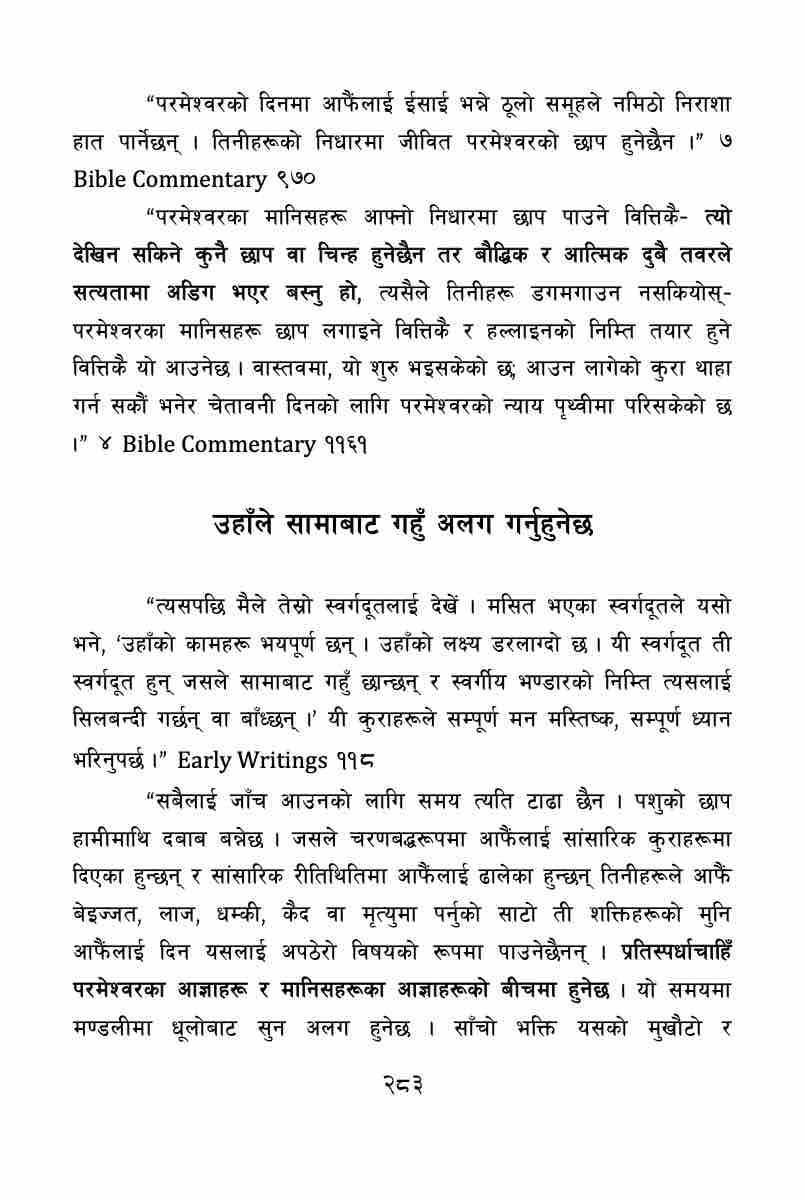 “परमेश्वरको दिनमा आफैंलाई ईसाई भन्ने ठूलो समूहले नमिठो निराशा
हात पार्नेछन् । तिनीहरूको निधारमा जीवित परमेश्वरको छाप हुनेछैन ।” ७
Bible Commentary ९७०
“परमेश्वरका मानिसहरू आफ्नो निधारमा छाप पाउने वित्तिकै- त्यो
देखिन सकिने कुनै छाप वा चिन्ह हुनेछैन तर बौद्धिक र आत्मिक दुबै तवरले
सत्यतामा अडिग भएर बस्नु हो, त्यसैले तिनीहरू डगमगाउन नसकियोस्-
परमेश्वरका मानिसहरू छाप लगाइने वित्तिकै र हल्लाइनको निम्ति तयार हुने
वित्तिकै यो आउनेछ । वास्तवमा, यो शुरु भइसकेको छ; आउन लागेको कुरा थाहा
गर्न सकौं भनेर चेतावनी दिनको लागि परमेश्वरको न्याय पृथ्वीमा परिसकेको छ
।” ४ Bible Commentary ११६१
उहाँले सामाबाट गहुँ अलग गर्नुहुनेछ
“त्यसपछि मैले तेस्रो स्वर्गदूतलाई देखें । मसित भएका स्वर्गदूतले यसो
भने, ‘उहाँको कामहरू भयपूर्ण छन् । उहाँको लक्ष्य डरलाग्दो छ । यी स्वर्गदूत ती
स्वर्गदूत हुन् जसले सामाबाट गहुँ छान्छन् र स्वर्गीय भण्डारको निम्ति त्यसलाई
सिलबन्दी गर्छन् वा बाँध्छन् ।’ यी कुराहरूले सम्पूर्ण मन मस्तिष्क, सम्पूर्ण ध्यान
भरिनुपर्छ ।” Early Writings ११८
“सबैलाई जाँच आउनको लागि समय त्यति टाढा छैन । पशुको छाप
हामीमाथि दबाब बन्नेछ । जसले चरणबद्धरूपमा आफैंलाई सांसारिक कुराहरूमा
दिएका हुन्छन् र सांसारिक रीतिथितिमा आफैंलाई ढालेका हुन्छन् तिनीहरूले आफैं
बेइज्जत, लाज, धम्की, कैद वा मृत्युमा पर्नुको साटो ती शक्तिहरूको मुनि
आफैंलाई दिन यसलाई अपठेरो विषयको रूपमा पाउनेछैनन् । प्रतिस्पर्धाचाहिँ
परमेश्वरका आज्ञाहरू र मानिसहरूका आज्ञाहरूको बीचमा हुनेछ । यो समयमा
मण्डलीमा धूलोबाट सुन अलग हुनेछ । साँचो भक्ति यसको मुखौटो र
२८३